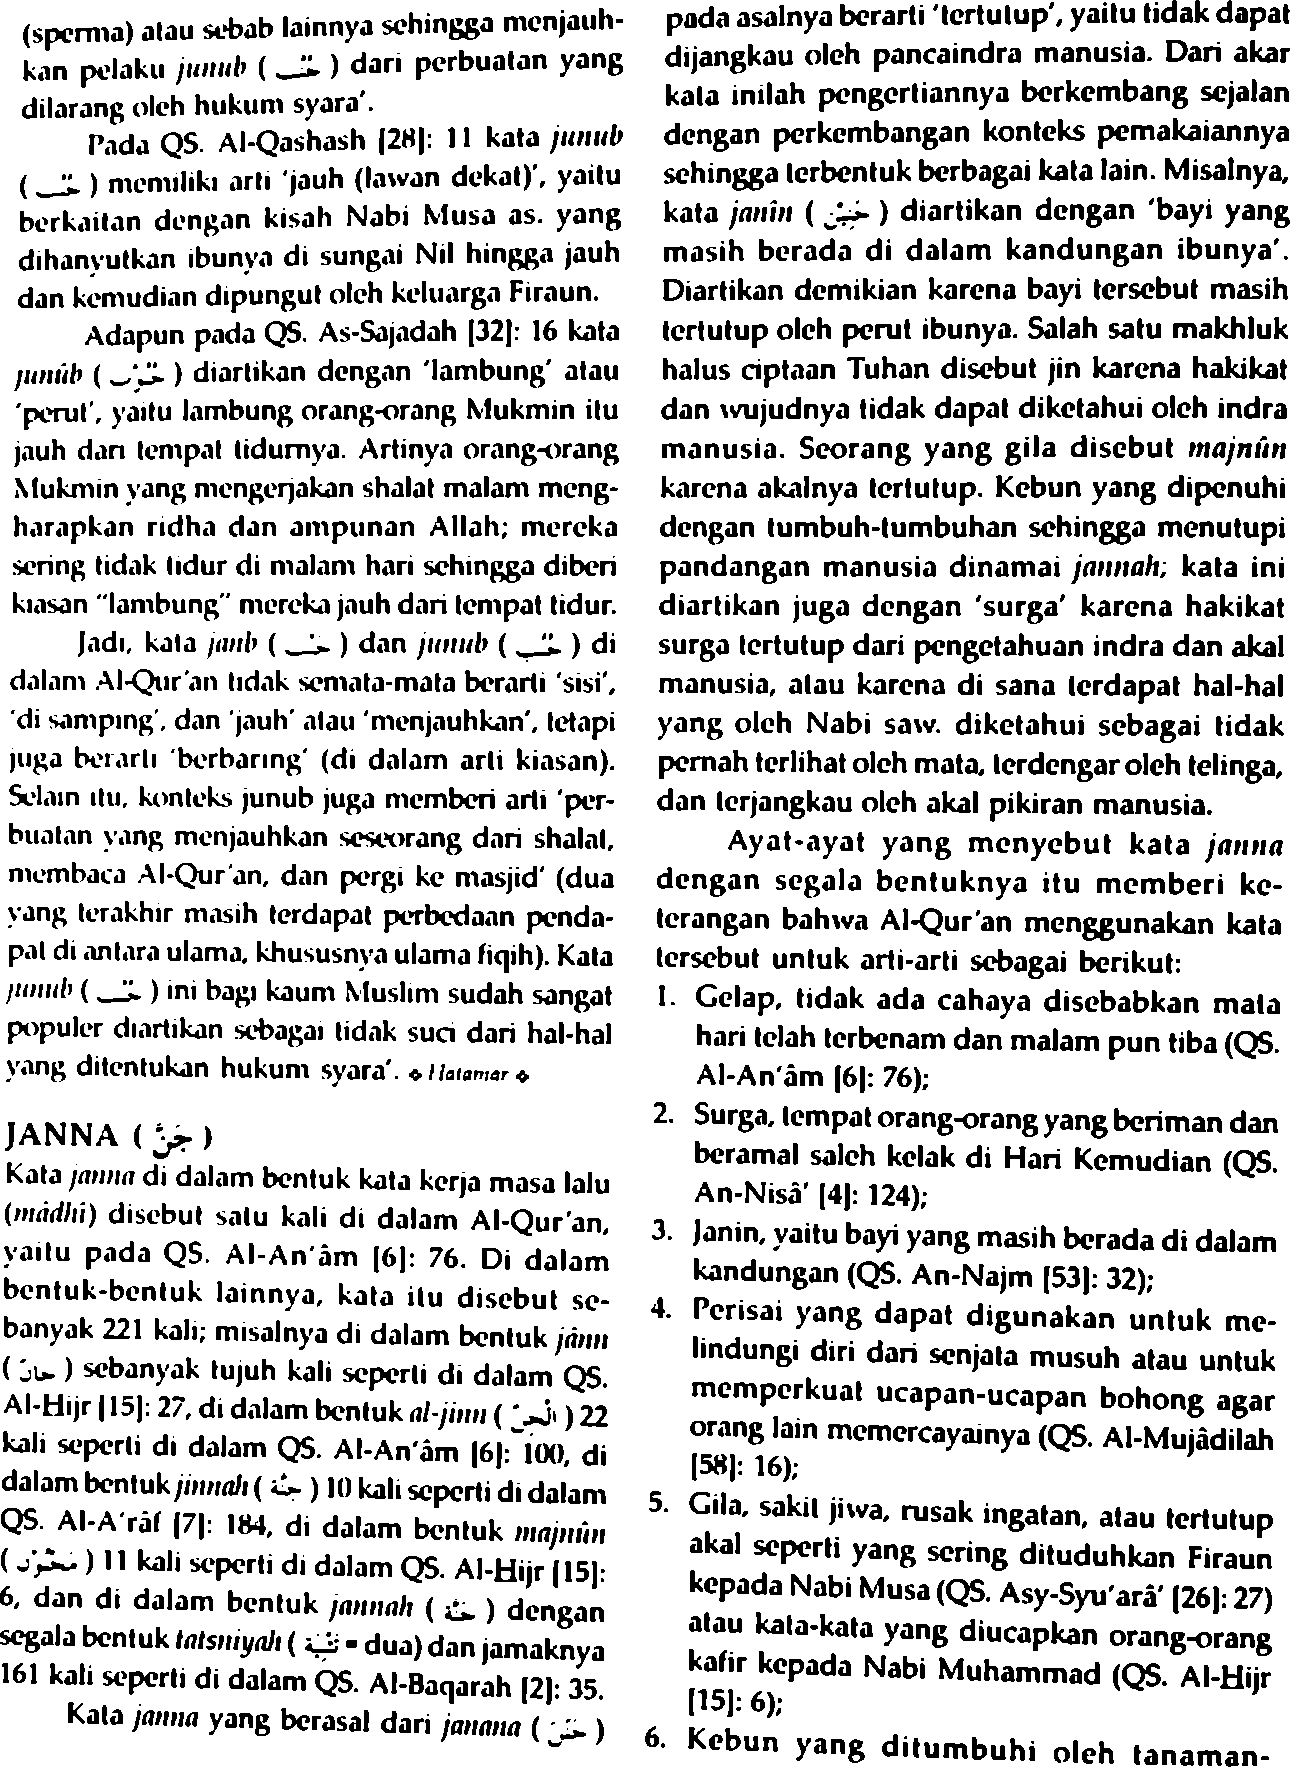 (sperma) atau sebab lainnya sehingga menjauh-
kan pelaku junub ( جُنُب ) dari perbuatan yang
dilarang oleh hukum syara'.
Pada QS. Al-Qashash [28]: 11 kata junub
( جُنُب ) memiliki arti 'jauh (lawan dekat)', yaitu
berkaitan dengan kisah Nabi Musa as. yang
dihanyutkan ibunya di sungai Nil hingga jauh
dan kemudian dipungut oleh keluarga Firaun.
Adapun pada QS. As-Sajadah [32]: 16 kata
junûb ( جُنُوْب ) diartikan dengan 'lambung' atau
'perut', yaitu lambung orang-orang Mukmin itu
jauh dari tempat tidurnya. Artinya orang-orang
Mukmin yang mengerjakan shalat malam meng-
harapkan ridha dan ampunan Allah; mereka
sering tidak tidur di malam hari sehingga diberi
kiasan "lambung" mereka jauh dari tempat tidur.
Jadi, kata janb ( جَنْب ) dan junub ( جُنُب ) di
dalam Al-Qur'an tidak semata-mata berarti 'sisi',
'di samping', dan 'jauh' atau 'menjauhkan', tetapi
juga berarti 'berbaring' (di dalam arti kiasan).
Selain itu, konteks junub juga memberi arti 'per-
buatan yang menjauhkan seseorang dari shalat,
membaca Al-Qur'an, dan pergi ke masjid' (dua
yang terakhir masih terdapat perbedaan penda-
pat di antara ulama, khususnya ulama fiqih). Kata
junub ( جُنُب ) ini bagi kaum Muslim sudah sangat
populer diartikan sebagai tidak suci dari hal-hal
yang ditentukan hukum syara'. ❖ Hatamar ❖
JANNA ( جَنَّ )
Kata janna di dalam bentuk kata kerja masa lalu
(mâdhî) disebut satu kali di dalam Al-Qur'an,
yaitu pada QS. Al-An'âm [6]: 76. Di dalam
bentuk-bentuk lainnya, kata itu disebut se-
banyak 221 kali; misalnya di dalam bentuk jânn
( جَانّ ) sebanyak tujuh kali seperti di dalam QS.
Al-Hijr [15]: 27, di dalam bentuk al-jinn ( الْجِنّ ) 22
kali seperti di dalam QS. Al-An'âm [6]: 100, di
dalam bentuk jinnah ( جِنَّة ) 10 kali seperti di dalam
QS. Al-A'râf [7]: 184, di dalam bentuk majnûn
( مَجْنُوْن ) 11 kali seperti di dalam QS. Al-Hijr [15]:
6, dan di dalam bentuk jannah ( جَنَّة ) dengan
segala bentuk tatsniyah ( تَثْنِيَة = dua) dan jamaknya
161 kali seperti di dalam QS. Al-Baqarah [2]: 35.
Kata janna yang berasal dari janana ( جَنَنَ )
pada asalnya berarti 'tertutup', yaitu tidak dapat
dijangkau oleh pancaindra manusia. Dari akar
kata inilah pengertiannya berkembang sejalan
dengan perkembangan konteks pemakaiannya
sehingga terbentuk berbagai kata lain. Misalnya,
kata janîn ( جَنِيْن ) diartikan dengan 'bayi yang
masih berada di dalam kandungan ibunya'.
Diartikan demikian karena bayi tersebut masih
tertutup oleh perut ibunya. Salah satu makhluk
halus ciptaan Tuhan disebut jin karena hakikat
dan wujudnya tidak dapat diketahui oleh indra
manusia. Seorang yang gila disebut majnûn
karena akalnya tertutup. Kebun yang dipenuhi
dengan tumbuh-tumbuhan sehingga menutupi
pandangan manusia dinamai jannah; kata ini
diartikan juga dengan 'surga' karena hakikat
surga tertutup dari pengetahuan indra dan akal
manusia, atau karena di sana terdapat hal-hal
yang oleh Nabi saw. diketahui sebagai tidak
pernah terlihat oleh mata, terdengar oleh telinga,
dan terjangkau oleh akal pikiran manusia.
Ayat-ayat yang menyebut kata janna
dengan segala bentuknya itu memberi ke-
terangan bahwa Al-Qur'an menggunakan kata
tersebut untuk arti-arti sebagai berikut:
1. Gelap, tidak ada cahaya disebabkan mata
hari telah terbenam dan malam pun tiba (QS.
Al-An'âm [6]: 76);
2. Surga, tempat orang-orang yang beriman dan
beramal saleh kelak di Hari Kemudian (QS.
An-Nisâ' [4]: 124);
3. Janin, yaitu bayi yang masih berada di dalam
kandungan (QS. An-Najm [53]: 32);
4. Perisai yang dapat digunakan untuk me-
lindungi diri dari senjata musuh atau untuk
memperkuat ucapan-ucapan bohong agar
orang lain memercayainya (QS. Al-Mujâdilah
[58]: 16);
5. Gila, sakit jiwa, rusak ingatan, atau tertutup
akal seperti yang sering dituduhkan Firaun
kepada Nabi Musa (QS. Asy-Syu'arâ' [26]: 27)
atau kata-kata yang diucapkan orang-orang
kafir kepada Nabi Muhammad (QS. Al-Hijr
[15]: 6);
6. Kebun yang ditumbuhi oleh tanaman-